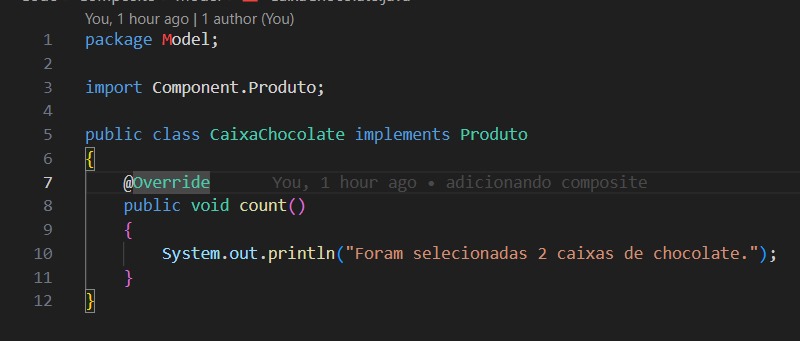 You, 1 hour ago | 1 author (You)
1 package Model;
2
3 import Component.Produto;
4
5 public class CaixaChocolate implements Produto
6 {
7 @Override You, 1 hour ago • adicionando composite
8 public void count()
9 {
10 System.out.println("Foram selecionadas 2 caixas de chocolate.");
11 }
12 }